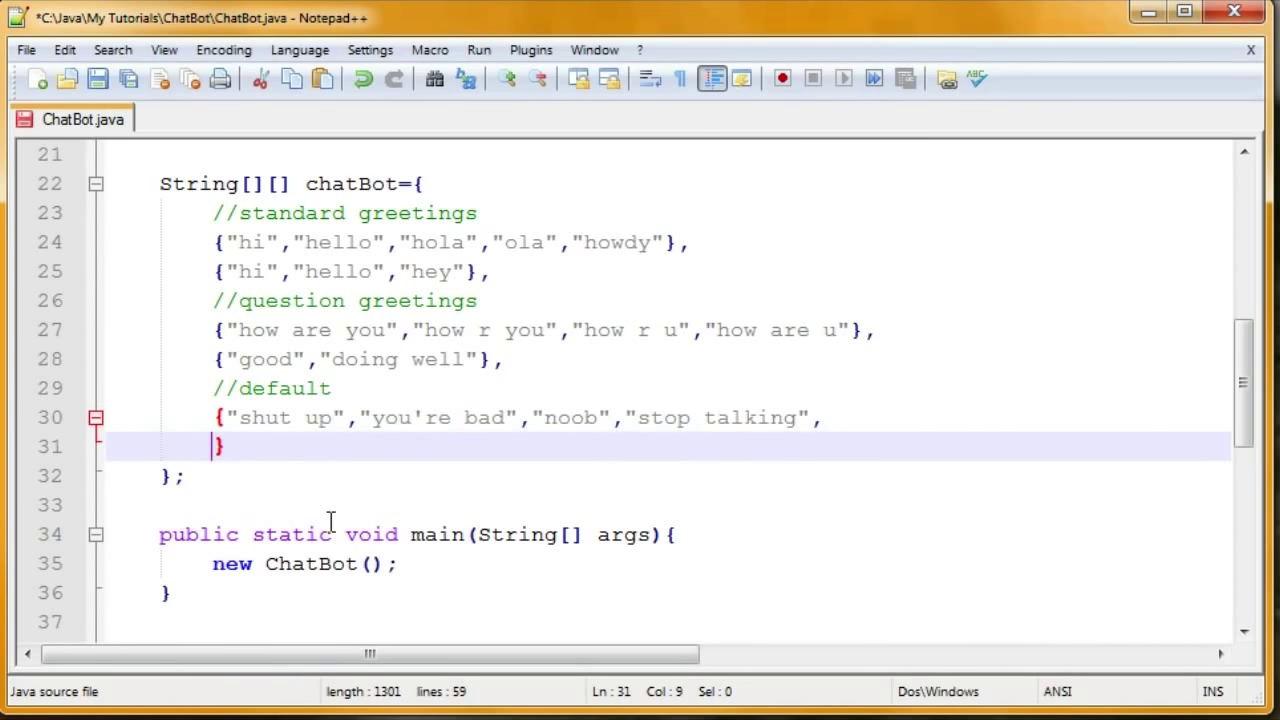 *C:\Java\My Tutorials\ChatBot\ChatBot.java - Notepad++
File Edit Search View Encoding Language Settings Macro Run Plugins Window ? X
ABC
ChatBot.java
21
22 String[][] chatBot={
23 //standard greetings
24 {"hi","hello","hola","ola","howdy"},
25 {"hi","hello","hey"},
26 //question greetings
27 {"how are you","how r you","how r u","how are u"},
28 {"good","doing well"},
29 //default
30 {"shut up","you're bad","noob","stop talking",
31 }
32 };
33
34 public static void main(String[] args){
35 new ChatBot();
36 }
37
Java source file length : 1301 lines : 59 Ln : 31 Col : 9 Sel : 0 Dos\Windows ANSI INS